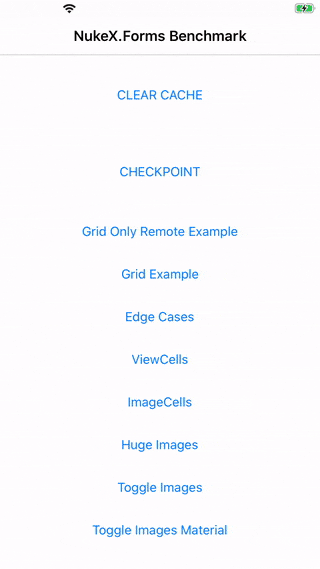 NukeX.Forms Benchmark
CLEAR CACHE
CHECKPOINT
Grid Only Remote Example
Grid Example
Edge Cases
ViewCells
ImageCells
Huge Images
Toggle Images
Toggle Images Material